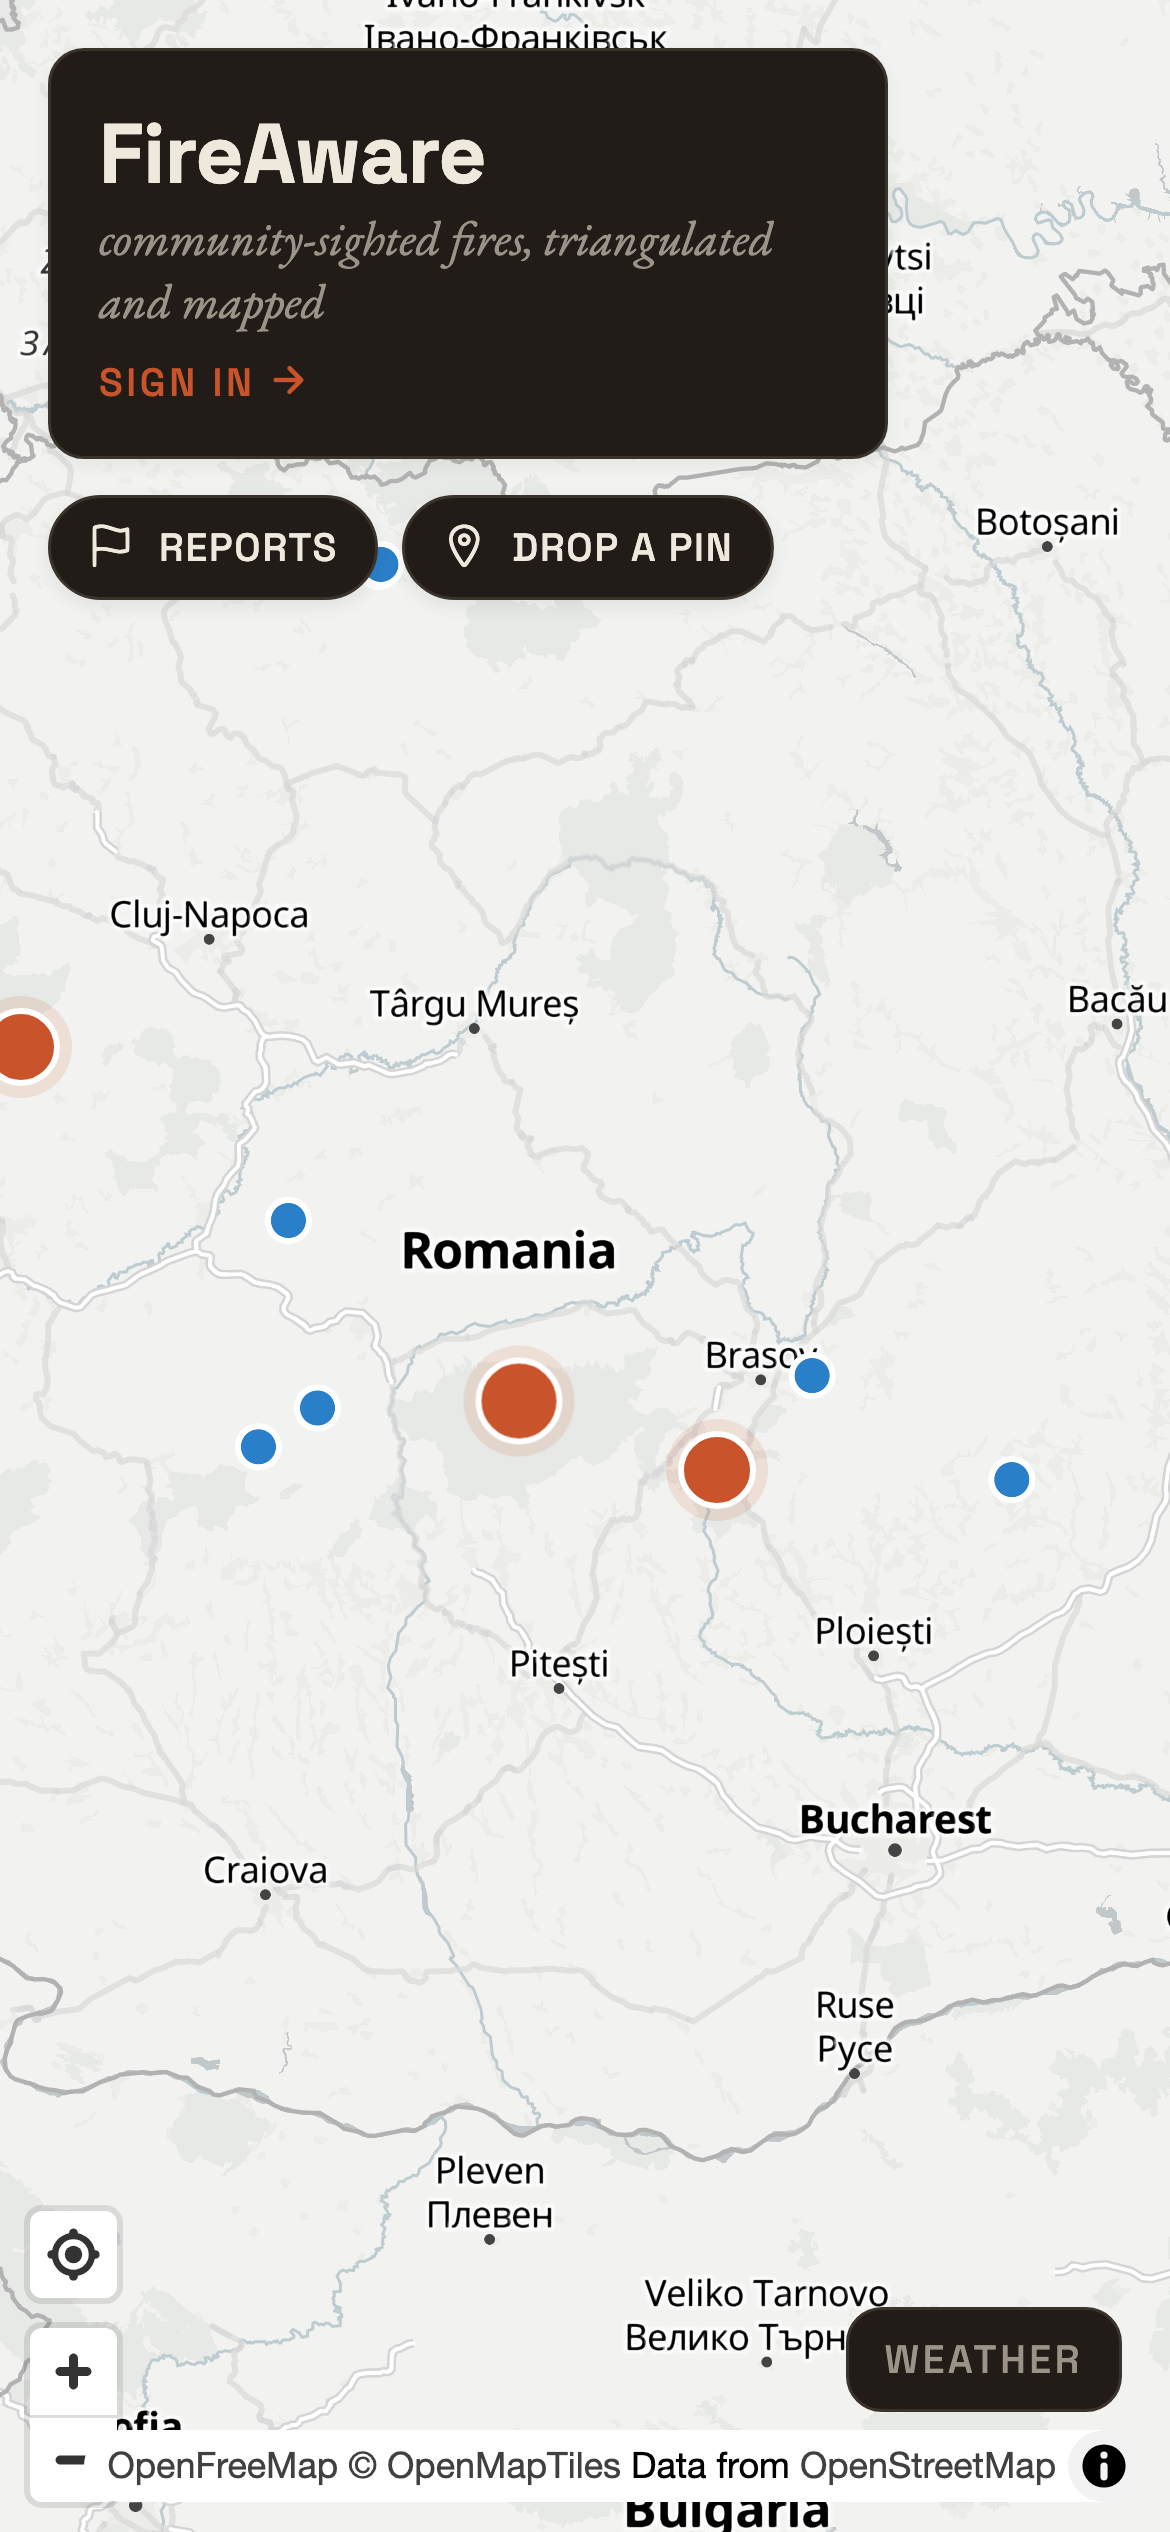 Івано-Франківськ
FireAware
community-sighted fires, triangulated
and mapped
SIGN IN →
REPORTS
DROP A PIN
Botoșani
Cluj-Napoca
Târgu Mureș
Bacău
Romania
Brasov
Ploiești
Pitești
Bucharest
Craiova
Ruse
Русе
Pleven
Плевен
Veliko Tarnovo
Велико
WEATHER
OpenFreeMap © OpenMapTiles Data from OpenStreetMap
Bulgaria